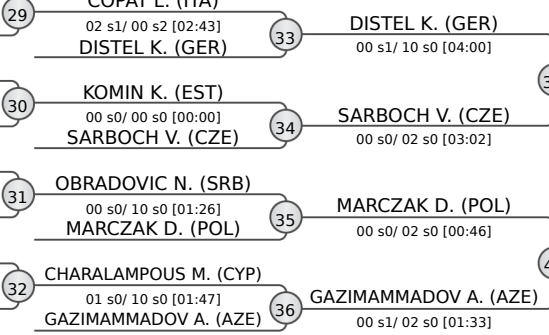 COPAT L. (ITA)
29
02 s1/ 00 s2 [02:43]
DISTEL K. (GER)
33
DISTEL K. (GER)
00 s1/ 10 s0 [04:00]
KOMIN K. (EST)
30
00 s0/ 00 s0 [00:00]
SARBOCH V. (CZE)
34
SARBOCH V. (CZE)
00 s0/ 02 s0 [03:02]
OBRADOVIC N. (SRB)
31
00 s0/ 10 s0 [01:26]
MARCZAK D. (POL)
35
MARCZAK D. (POL)
00 s0/ 02 s0 [00:46]
CHARALAMPOUS M. (CYP)
32
01 s0/ 10 s0 [01:47]
GAZIMAMMADOV A. (AZE)
36
GAZIMAMMADOV A. (AZE)
00 s1/ 02 s0 [01:33]